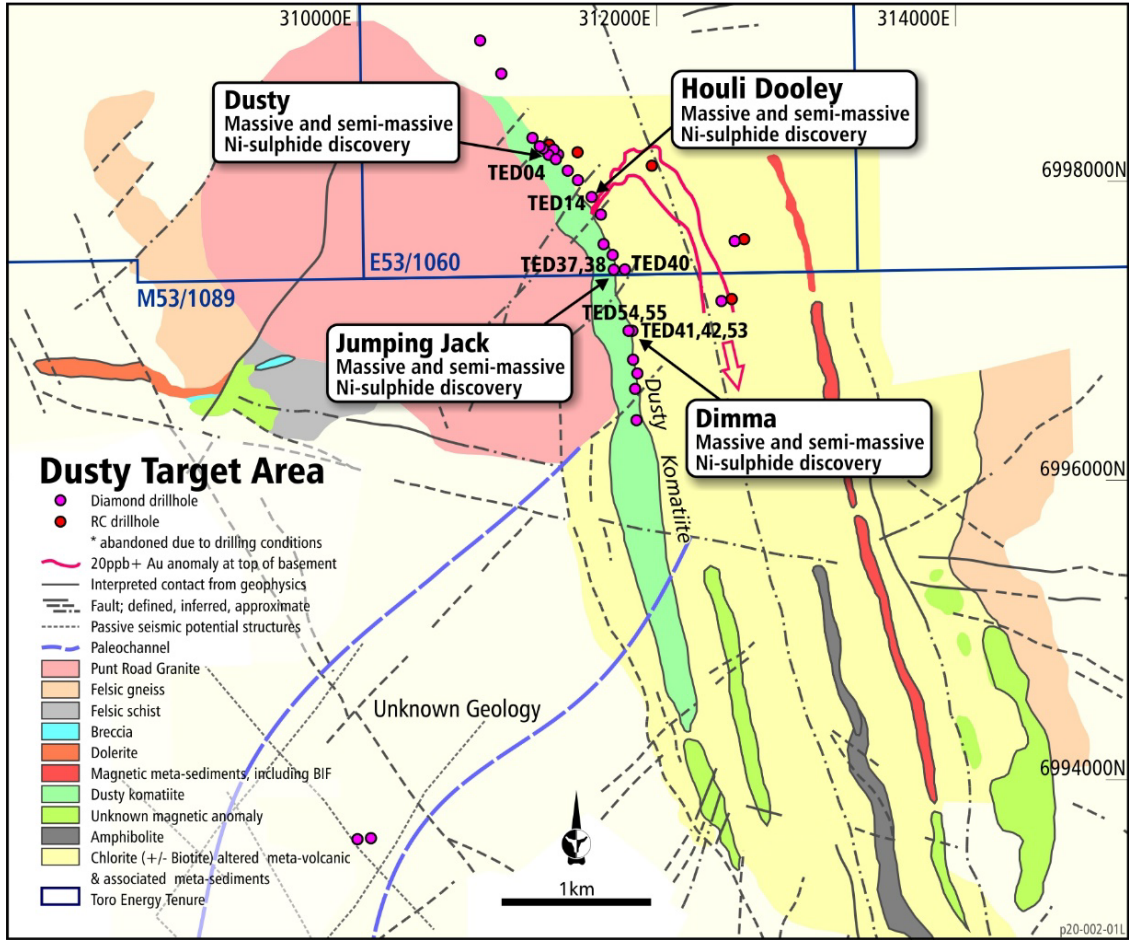 310000E
312000E
314000E
Dusty
Massive and semi-massive
Ni-sulphide discovery
Houli Dooley
Massive and semi-massive
Ni-sulphide discovery
TED04
6998000N
TED14
E53/1060
TED37,38
TED40
M53/1089
TED54,55
TED41,42,53
Jumping Jack
Massive and semi-massive
Ni-sulphide discovery
Dusty Komatiite
Dimma
Massive and semi-massive
Ni-sulphide discovery
6996000N
Dusty Target Area
Diamond drillhole
RC drillhole
* abandoned due to drilling conditions
20ppb+ Au anomaly at top of basement
Interpreted contact from geophysics
Fault; defined, inferred, approximate
Passive seismic potential structures
Paleochannel
Punt Road Granite
Felsic gneiss
Felsic schist
Breccia
Dolerite
Magnetic meta-sediments, including BIF
Dusty komatiite
Unknown magnetic anomaly
Amphibolite
Chlorite (+/- Biotite) altered meta-volcanic
& associated meta-sediments
Toro Energy Tenure
Unknown Geology
6994000N
1km
p20-002-01L